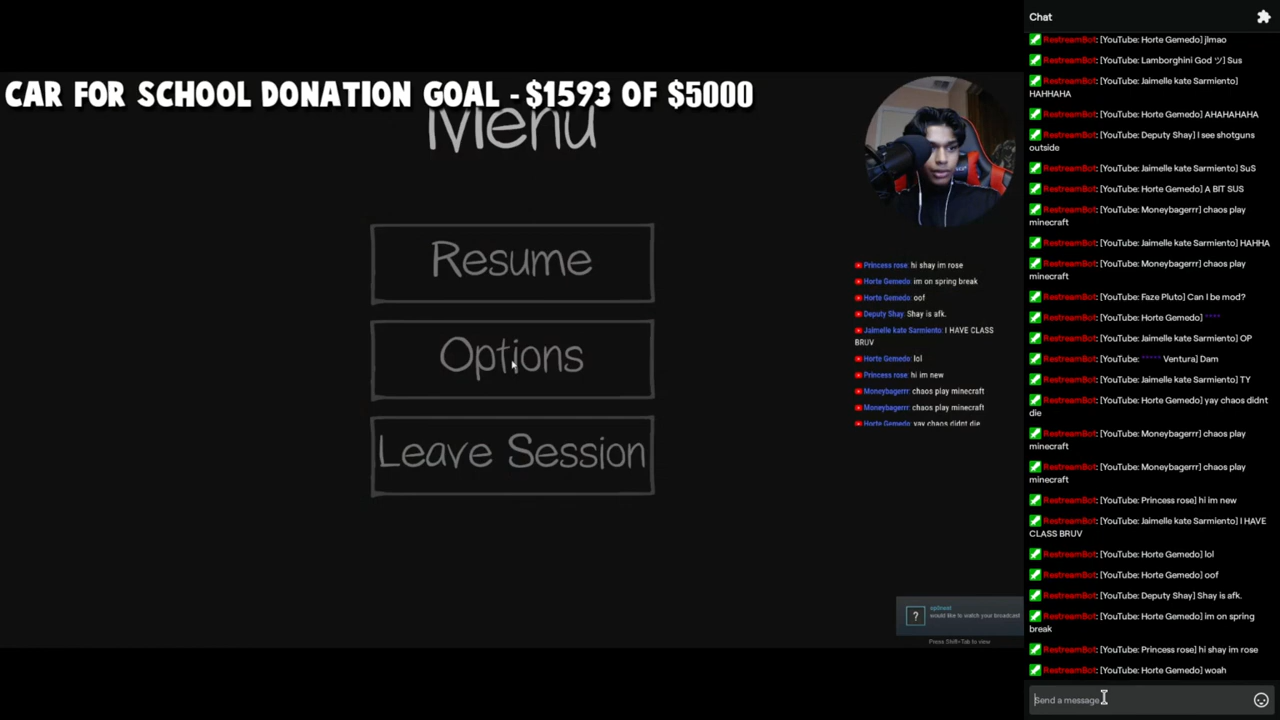 CAR FOR SCHOOL DONATION GOAL - $1593 OF $5000
Menu
Resume
Options
Leave Session
Princess rose: hi shay im rose
Horte Gemedo: im on spring break
Horte Gemedo: oof
Deputy Shay: Shay is afk.
Jaimelle kate Sarmiento: I HAVE CLASS
BRUV
Horte Gemedo: lol
Princess rose: hi im new
Moneybagerrr: chaos play minecraft
Moneybagerrr: chaos play minecraft
Horte Gemedo: yay chaos didnt die
?
would like to watch your broadcast
Press Shift+Tab to view
Chat
RestreamBot: [YouTube: Horte Gemedo] jlmao
RestreamBot: [YouTube: Lamborghini God ツ] Sus
RestreamBot: [YouTube: Jaimelle kate Sarmiento]
HAHHAHA
RestreamBot: [YouTube: Horte Gemedo] AHAHAHAHA
RestreamBot: [YouTube: Deputy Shay] I see shotguns
outside
RestreamBot: [YouTube: Jaimelle kate Sarmiento] SuS
RestreamBot: [YouTube: Horte Gemedo] A BIT SUS
RestreamBot: [YouTube: Moneybagerrr] chaos play
minecraft
RestreamBot: [YouTube: Jaimelle kate Sarmiento] HAHHA
RestreamBot: [YouTube: Moneybagerrr] chaos play
minecraft
RestreamBot: [YouTube: Faze Pluto] Can I be mod?
RestreamBot: [YouTube: Horte Gemedo] ****
RestreamBot: [YouTube: Jaimelle kate Sarmiento] OP
RestreamBot: [YouTube: ***** Ventura] Dam
RestreamBot: [YouTube: Jaimelle kate Sarmiento] TY
RestreamBot: [YouTube: Horte Gemedo] yay chaos didnt
die
RestreamBot: [YouTube: Moneybagerrr] chaos play
minecraft
RestreamBot: [YouTube: Moneybagerrr] chaos play
minecraft
RestreamBot: [YouTube: Princess rose] hi im new
RestreamBot: [YouTube: Jaimelle kate Sarmiento] I HAVE
CLASS BRUV
RestreamBot: [YouTube: Horte Gemedo] lol
RestreamBot: [YouTube: Horte Gemedo] oof
RestreamBot: [YouTube: Deputy Shay] Shay is afk.
RestreamBot: [YouTube: Horte Gemedo] im on spring
break
RestreamBot: [YouTube: Princess rose] hi shay im rose
RestreamBot: [YouTube: Horte Gemedo] woah
Send a message